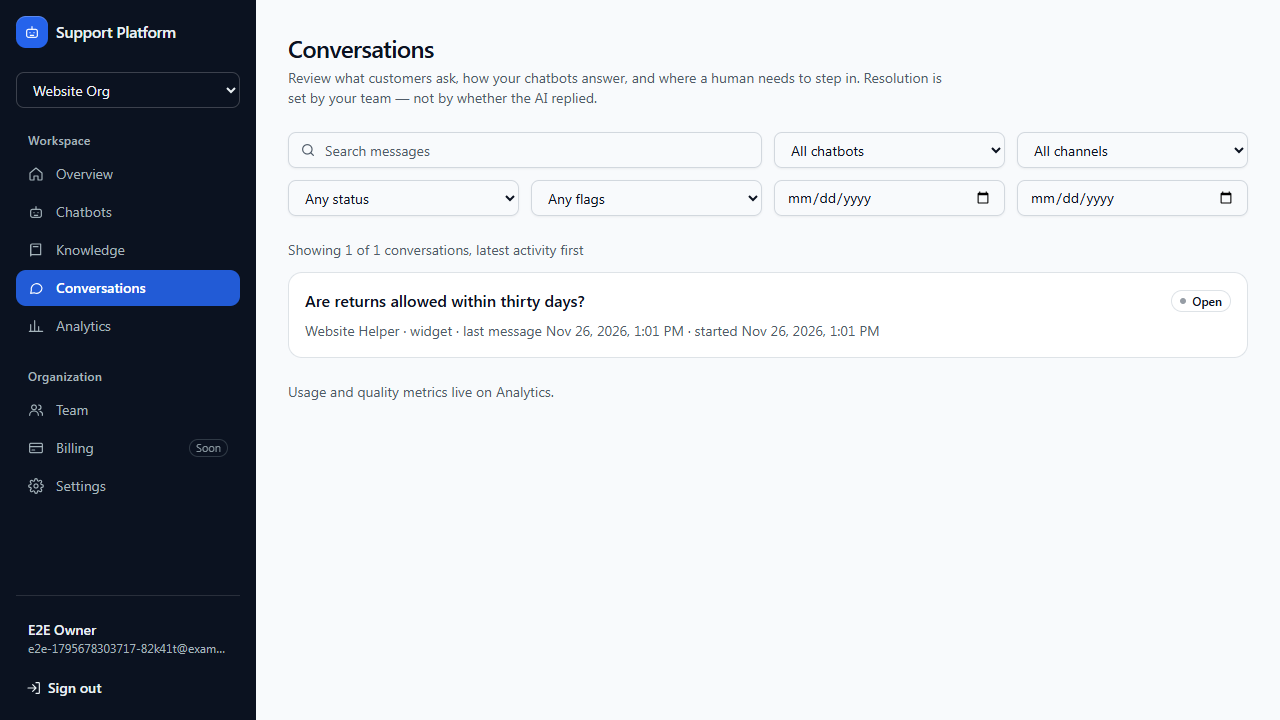 Support Platform
Website Org
Workspace
Overview
Chatbots
Knowledge
Conversations
Analytics
Organization
Team
Billing
Soon
Settings
E2E Owner
e2e-1795678303717-82k41t@exam...
Sign out
Conversations
Review what customers ask, how your chatbots answer, and where a human needs to step in. Resolution is
set by your team — not by whether the AI replied.
Search messages
All chatbots
All channels
Any status
Any flags
mm/dd/yyyy
mm/dd/yyyy
Showing 1 of 1 conversations, latest activity first
Are returns allowed within thirty days?
Open
Website Helper · widget · last message Nov 26, 2026, 1:01 PM · started Nov 26, 2026, 1:01 PM
Usage and quality metrics live on Analytics.